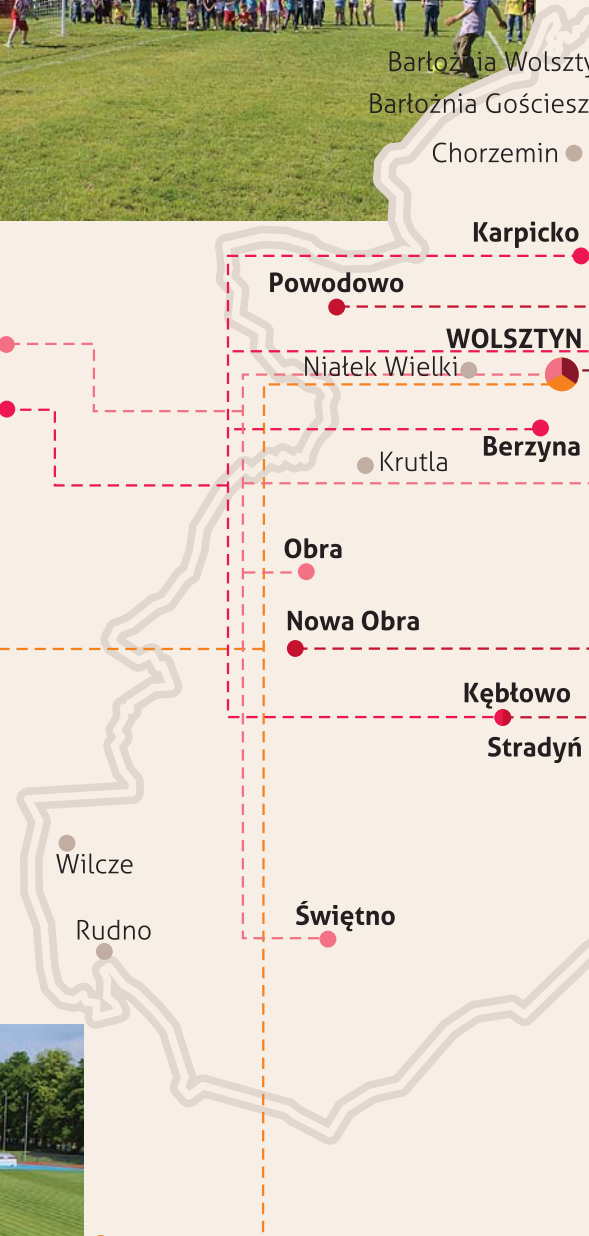 Barłożnia Wolszty
Barłożnia Gościesz
Chorzemin
Karpicko
Powodowo
WOLSZTYN
Niałek Wielki
Berzyna
Krutla
Obra
Nowa Obra
Kębłowo
Stradyń
Wilcze
Świętno
Rudno